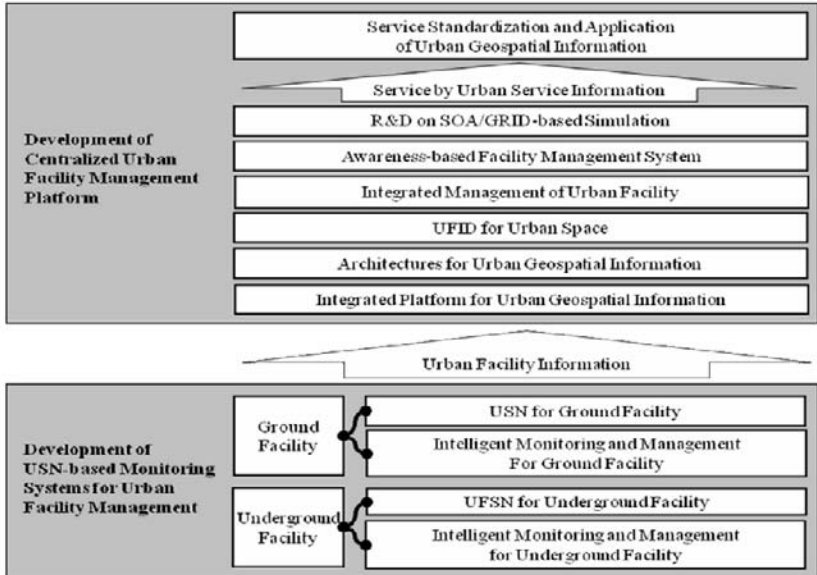 Service Standardization and Application
of Urban Geospatial Information
Service by Urban Service Information
Development of
Centralized Urban
Facility Management
Platform
R&D on SOA/GRID-based Simulation
Awareness-based Facility Management System
Integrated Management of Urban Facility
UFID for Urban Space
Architectures for Urban Geospatial Information
Integrated Platform for Urban Geospatial Information
Urban Facility Information
Development of
USN-based Monitoring
Systems for Urban
Facility Management
Ground
Facility
USN for Ground Facility
Intelligent Monitoring and Management
For Ground Facility
Underground
Facility
UFSN for Underground Facility
Intelligent Monitoring and Management
for Underground Facility